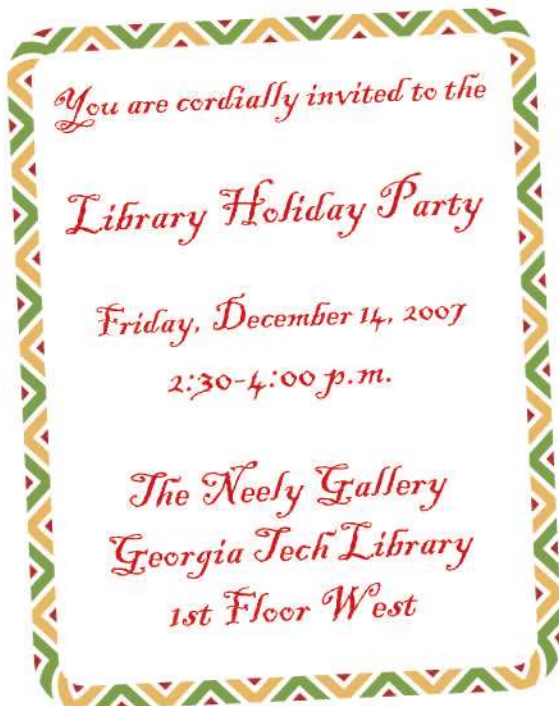 You are cordially invited to the
Library Holiday Party
Friday, December 14, 2007
2:30-4:00 p.m.
The Neely Gallery
Georgia Tech Library
1st Floor West